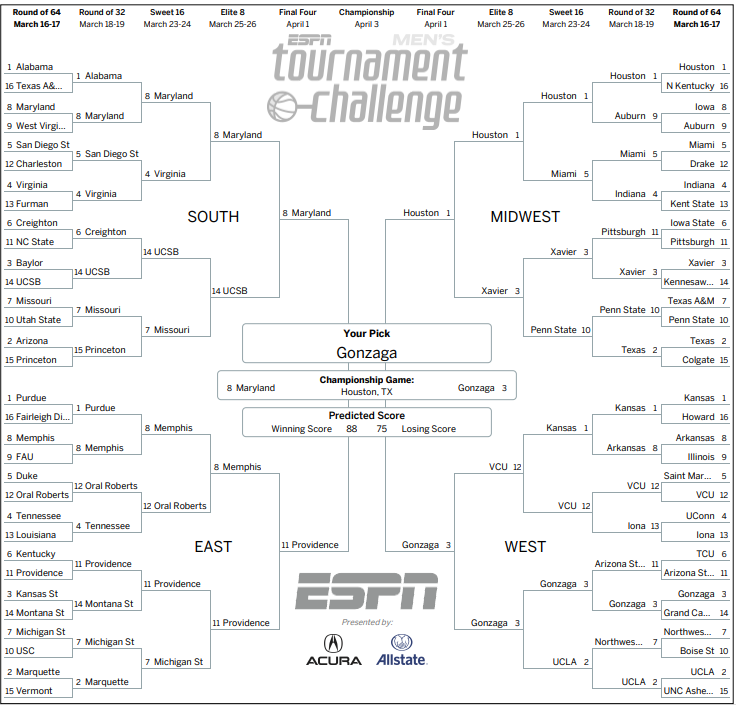 Round of 64 Round of 32 Sweet 16 Elite 8 Final Four Championship Final Four Elite 8 Sweet 16 Round of 32 Round of 64
March 16-17 March 18-19 March 23-24 March 25-26 April 1 April 3 April 1 March 25-26 March 23-24 March 18-19 March 16-17
ESPN MEN'S
tournament
challenge
SOUTH
1 Alabama
16 Texas A&...
8 Maryland
9 West Virgi...
5 San Diego St
12 Charleston
4 Virginia
13 Furman
6 Creighton
11 NC State
3 Baylor
14 UCSB
7 Missouri
10 Utah State
2 Arizona
15 Princeton
1 Alabama
8 Maryland
5 San Diego St
4 Virginia
6 Creighton
14 UCSB
7 Missouri
15 Princeton
8 Maryland
4 Virginia
14 UCSB
7 Missouri
8 Maryland
14 UCSB
8 Maryland
EAST
1 Purdue
16 Fairleigh Di...
8 Memphis
9 FAU
5 Duke
12 Oral Roberts
4 Tennessee
13 Louisiana
6 Kentucky
11 Providence
3 Kansas St
14 Montana St
7 Michigan St
10 USC
2 Marquette
15 Vermont
1 Purdue
8 Memphis
12 Oral Roberts
4 Tennessee
11 Providence
14 Montana St
7 Michigan St
2 Marquette
8 Memphis
12 Oral Roberts
11 Providence
7 Michigan St
8 Memphis
11 Providence
11 Providence
Your Pick
Gonzaga
8 Maryland
Championship Game:
Houston, TX
Gonzaga 3
Predicted Score
Winning Score 88 75 Losing Score
MIDWEST
Houston 1
Houston 1
Xavier 3
Houston 1
Miami 5
Xavier 3
Penn State 10
Houston 1
Auburn 9
Miami 5
Indiana 4
Pittsburgh 11
Xavier 3
Penn State 10
Texas 2
Houston 1
N Kentucky 16
Iowa 8
Auburn 9
Miami 5
Drake 12
Indiana 4
Kent State 13
Iowa State 6
Pittsburgh 11
Xavier 3
Kennesaw... 14
Texas A&M 7
Penn State 10
Texas 2
Colgate 15
WEST
Gonzaga 3
VCU 12
Gonzaga 3
Kansas 1
VCU 12
Gonzaga 3
UCLA 2
Kansas 1
Arkansas 8
VCU 12
Iona 13
Arizona St... 11
Gonzaga 3
Northwes... 7
UCLA 2
Kansas 1
Howard 16
Arkansas 8
Illinois 9
Saint Mar... 5
VCU 12
UConn 4
Iona 13
TCU 6
Arizona St... 11
Gonzaga 3
Grand Ca... 14
Northwes... 7
Boise St 10
UCLA 2
UNC Ashe... 15
ESPN
Presented by:
ACURA Allstate.